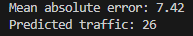 Mean absolute error: 7.42
Predicted traffic: 26